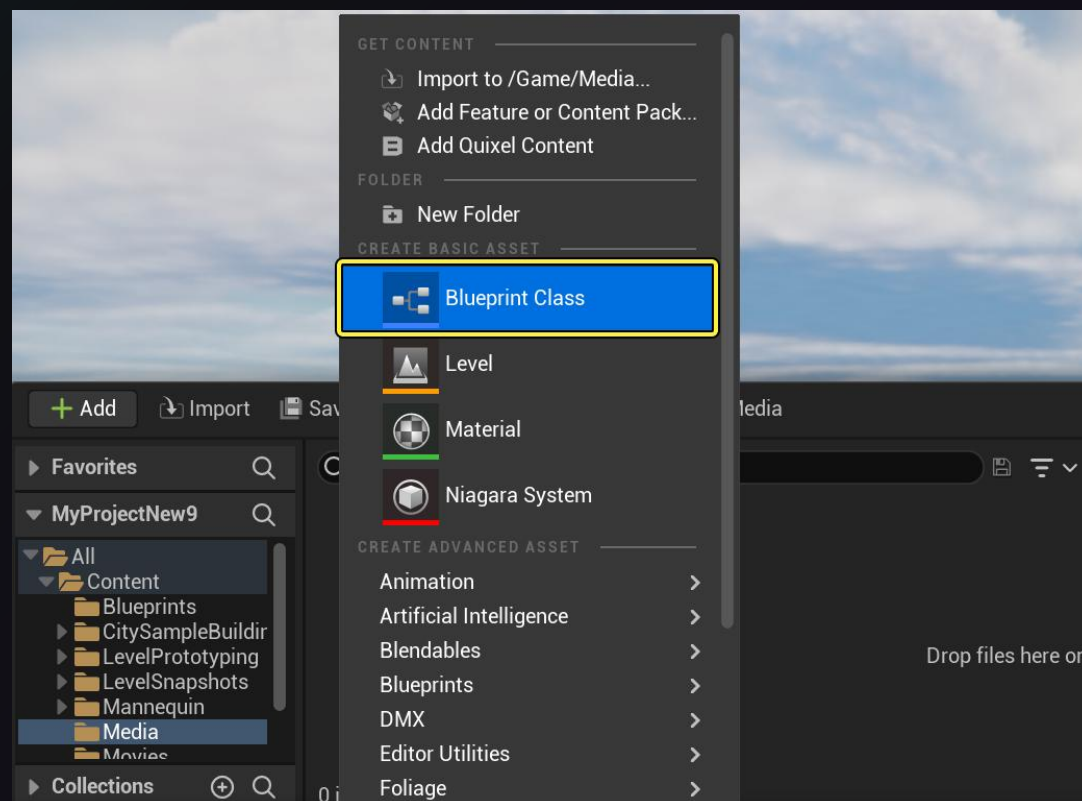 GET CONTENT
Import to /Game/Media...
Add Feature or Content Pack...
Add Quixel Content
FOLDER
New Folder
CREATE BASIC ASSET
Blueprint Class
Level
Material
Niagara System
CREATE ADVANCED ASSET
Animation
Artificial Intelligence
Blendables
Blueprints
DMX
Editor Utilities
Foliage
+ Add Import
Favorites
MyProjectNew9
All
Content
Blueprints
CitySampleBuildin
LevelPrototyping
LevelSnapshots
Mannequin
Media
Movies
Collections
Drop files here or